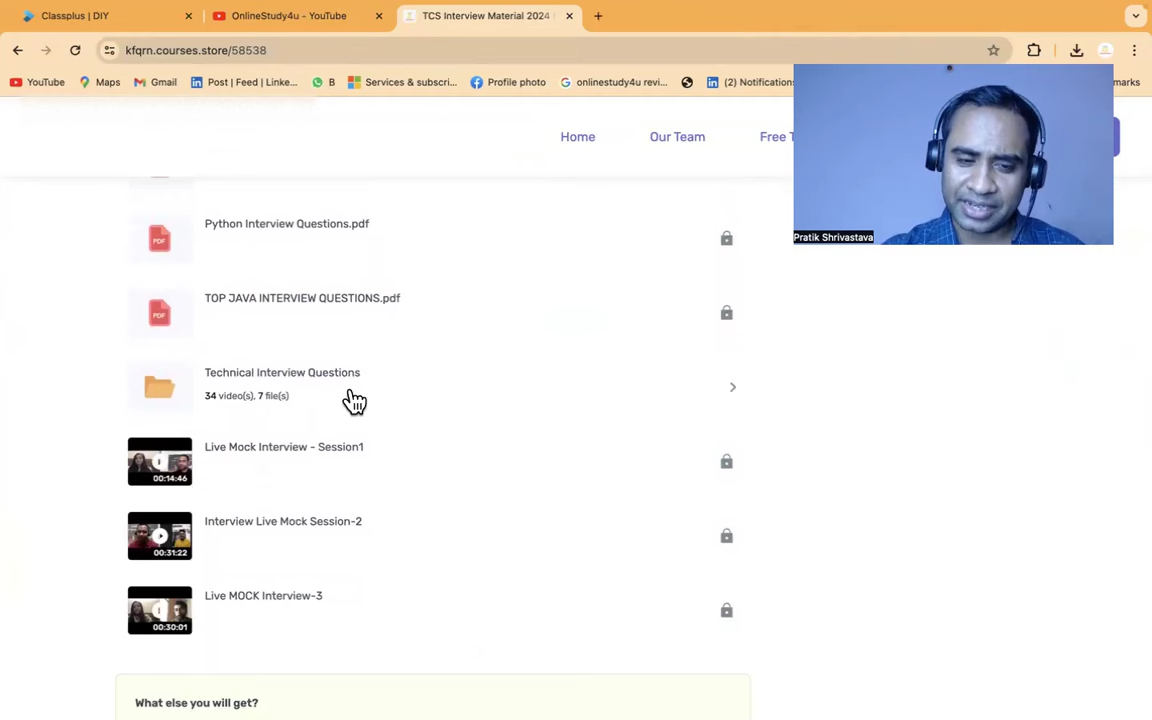 Classplus | DIY
OnlineStudy4u - YouTube
TCS Interview Material 2024
kfqrn.courses.store/58538
YouTube
Maps
Gmail
Post | Feed | Linke...
B
Services & subscri...
Profile photo
onlinestudy4u revi...
(2) Notifications
marks
Home
Our Team
Free T
Pratik Shrivastava
Python Interview Questions.pdf
PDF
TOP JAVA INTERVIEW QUESTIONS.pdf
PDF
Technical Interview Questions
34 video(s), 7 file(s)
Live Mock Interview - Session1
00:14:46
Interview Live Mock Session-2
00:31:22
Live MOCK Interview-3
00:30:01
What else you will get?